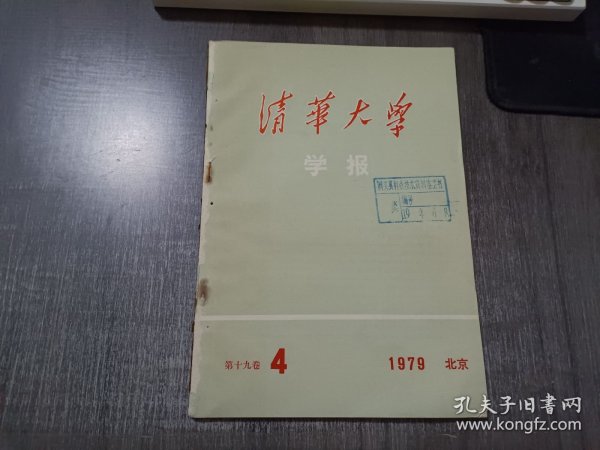 清華大學
学报
第十九卷 4 1979 北京
孔夫子旧书网
www.kongfz.com